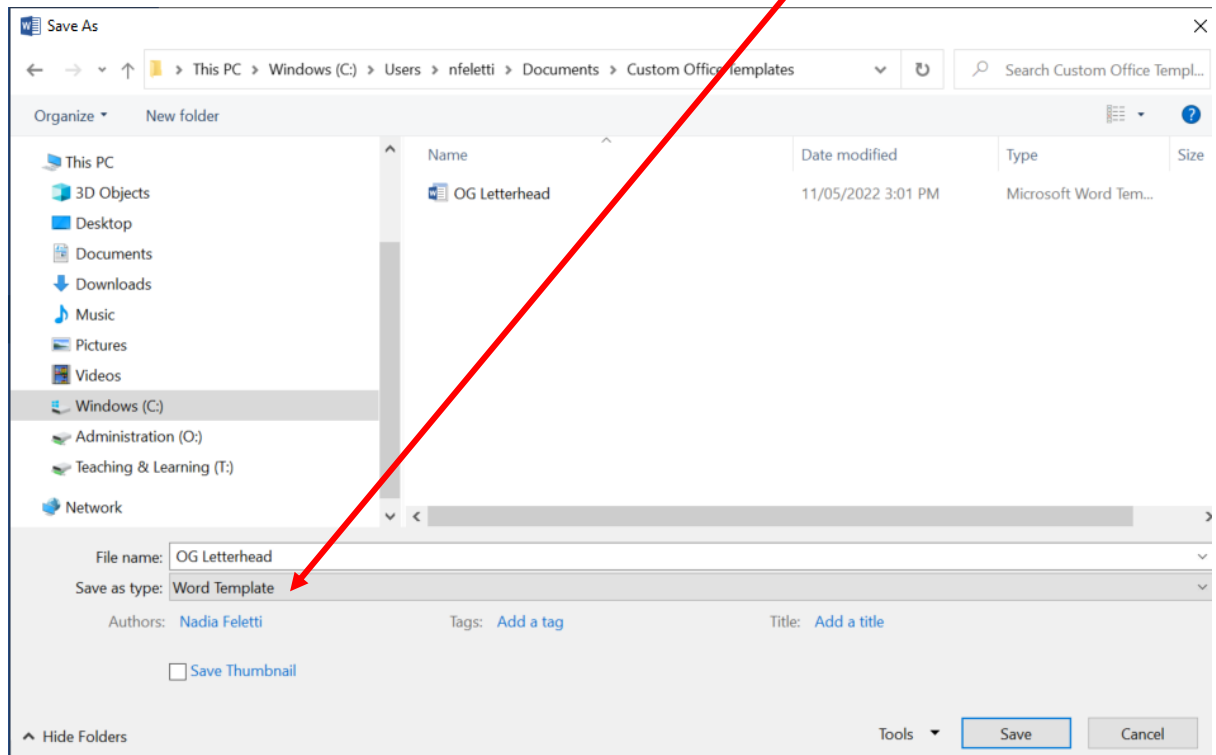 Save As
This PC > Windows (C:) > Users > nfeletti > Documents > Custom Office Templates
Search Custom Office Templ...
Organize New folder
Name Date modified Type Size
This PC
3D Objects
Desktop
Documents
Downloads
Music
Pictures
Videos
Windows (C:)
Administration (O:)
Teaching & Learning (T:)
Network
OG Letterhead 11/05/2022 3:01 PM Microsoft Word Tem...
File name: OG Letterhead
Save as type: Word Template
Authors: Nadia Feletti Tags: Add a tag Title: Add a title
Save Thumbnail
Hide Folders Tools Save Cancel